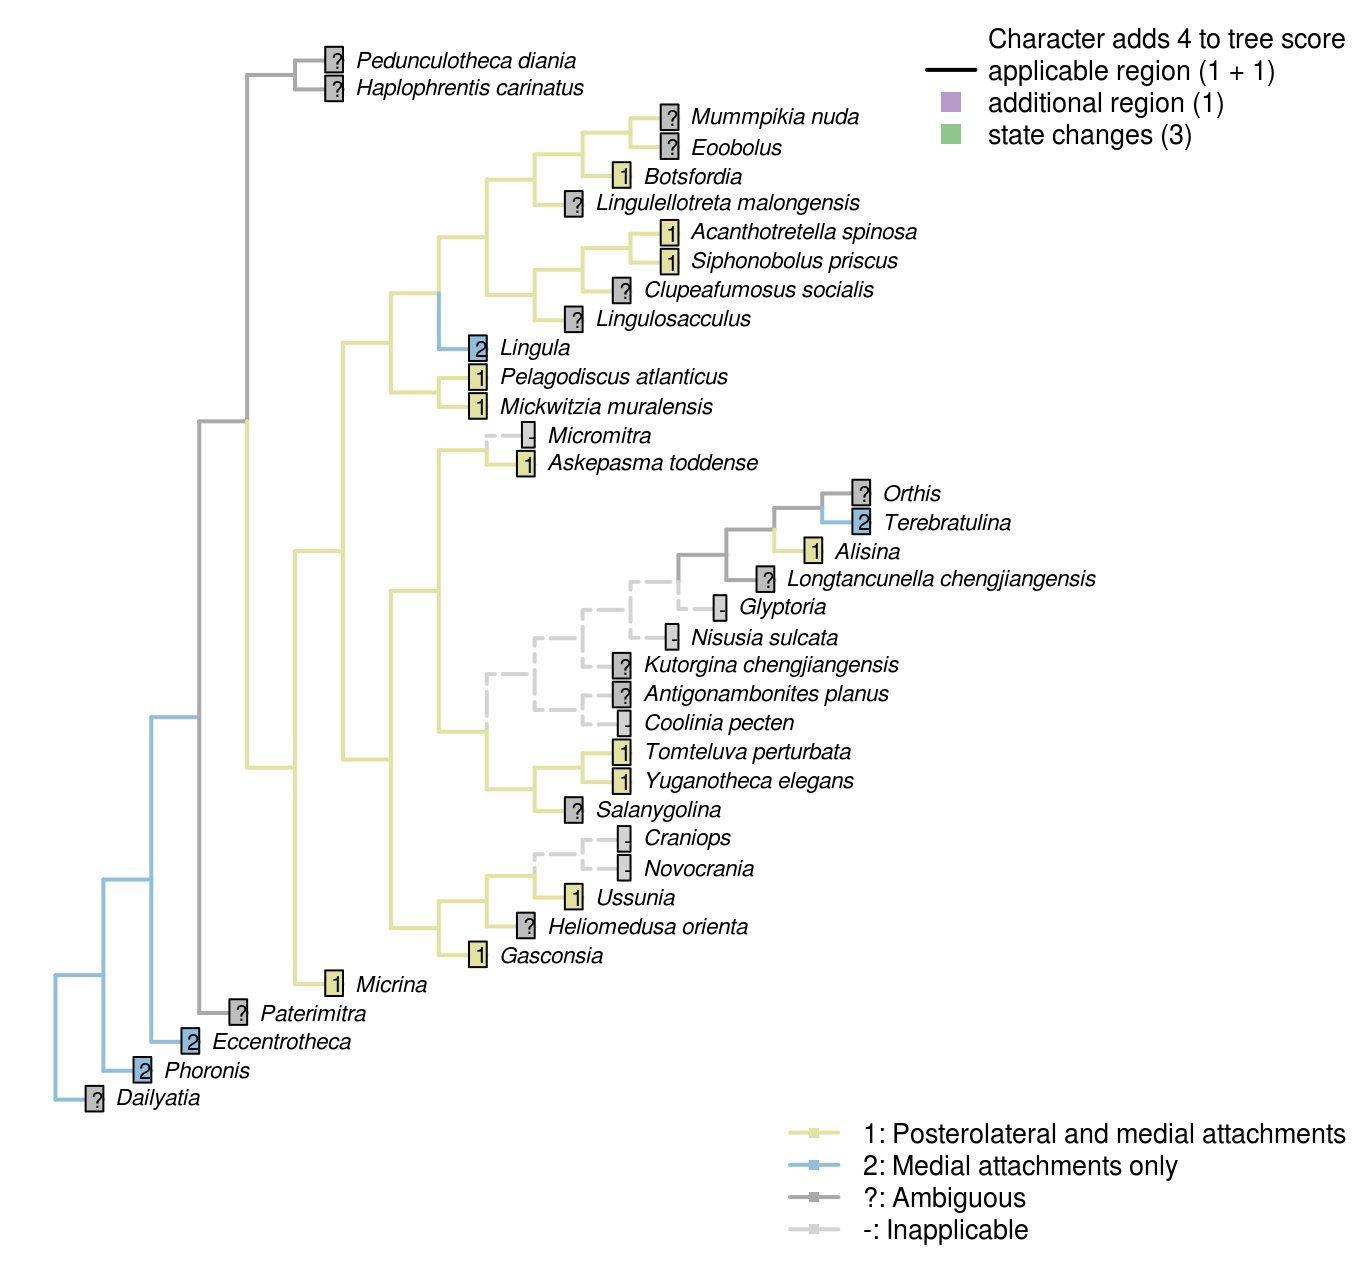 Character adds 4 to tree score
applicable region (1 + 1)
additional region (1)
state changes (3)
? Pedunculotheca diania
? Haplophrentis carinatus
? Mummpikia nuda
? Eoobolus
1 Botsfordia
? Lingulellotreta malongensis
1 Acanthotretella spinosa
1 Siphonobolus priscus
? Clupeafumosus socialis
? Lingulosacculus
2 Lingula
1 Pelagodiscus atlanticus
1 Mickwitzia muralensis
- Micromitra
1 Askepasma toddense
? Orthis
2 Terebratulina
1 Alisina
? Longtancunella chengjiangensis
- Glyptoria
- Nisusia sulcata
? Kutorgina chengjiangensis
? Antigonambonites planus
- Coolinia pecten
1 Tomteluva perturbata
1 Yuganotheca elegans
? Salanygolina
- Craniops
- Novocrania
1 Ussunia
? Heliomedusa orienta
1 Gasconsia
1 Micrina
? Paterimitra
2 Eccentrotheca
2 Phoronis
? Dailyatia
1: Posterolateral and medial attachments
2: Medial attachments only
?: Ambiguous
-: Inapplicable